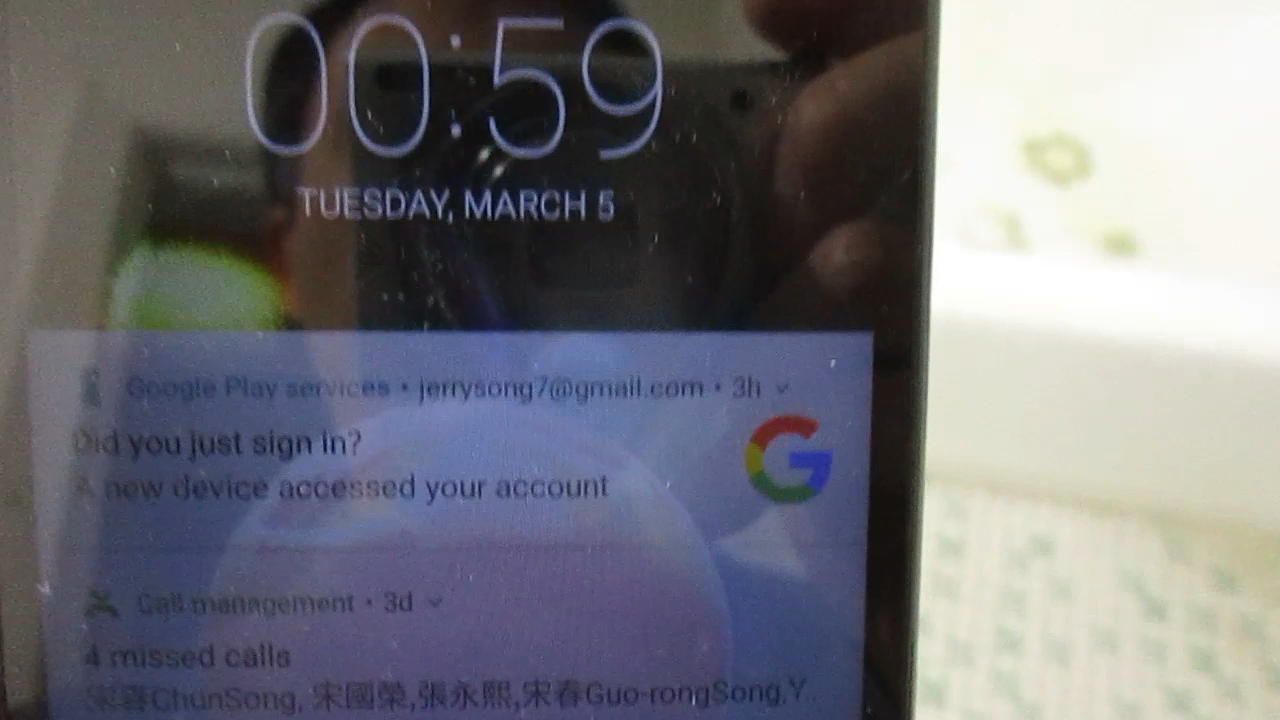 00:59
TUESDAY, MARCH 5
Google Play services • jerrysong7@gmail.com • 3h
Did you just sign in?
A new device accessed your account
Call management • 3d
4 missed calls
宋春ChunSong, 宋國榮,張永熙,宋春Guo-rongSong,Y..